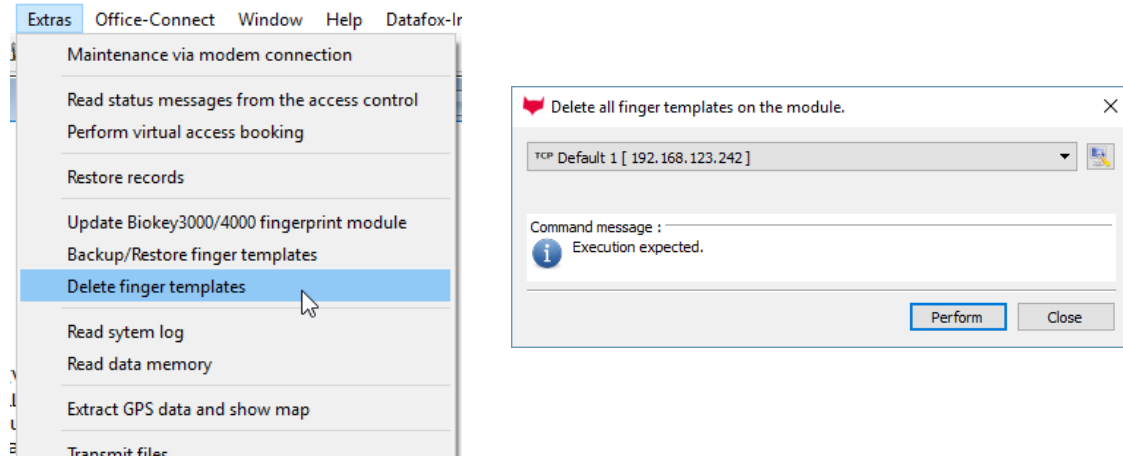 Extras Office-Connect Window Help Datafox-Ir
Maintenance via modem connection
Read status messages from the access control
Perform virtual access booking
Restore records
Update Biokey3000/4000 fingerprint module
Backup/Restore finger templates
Delete finger templates
Read sytem log
Read data memory
Extract GPS data and show map
Transmit files
Delete all finger templates on the module.
TCP Default 1 [ 192.168.123.242 ]
Command message :
Execution expected.
Perform Close